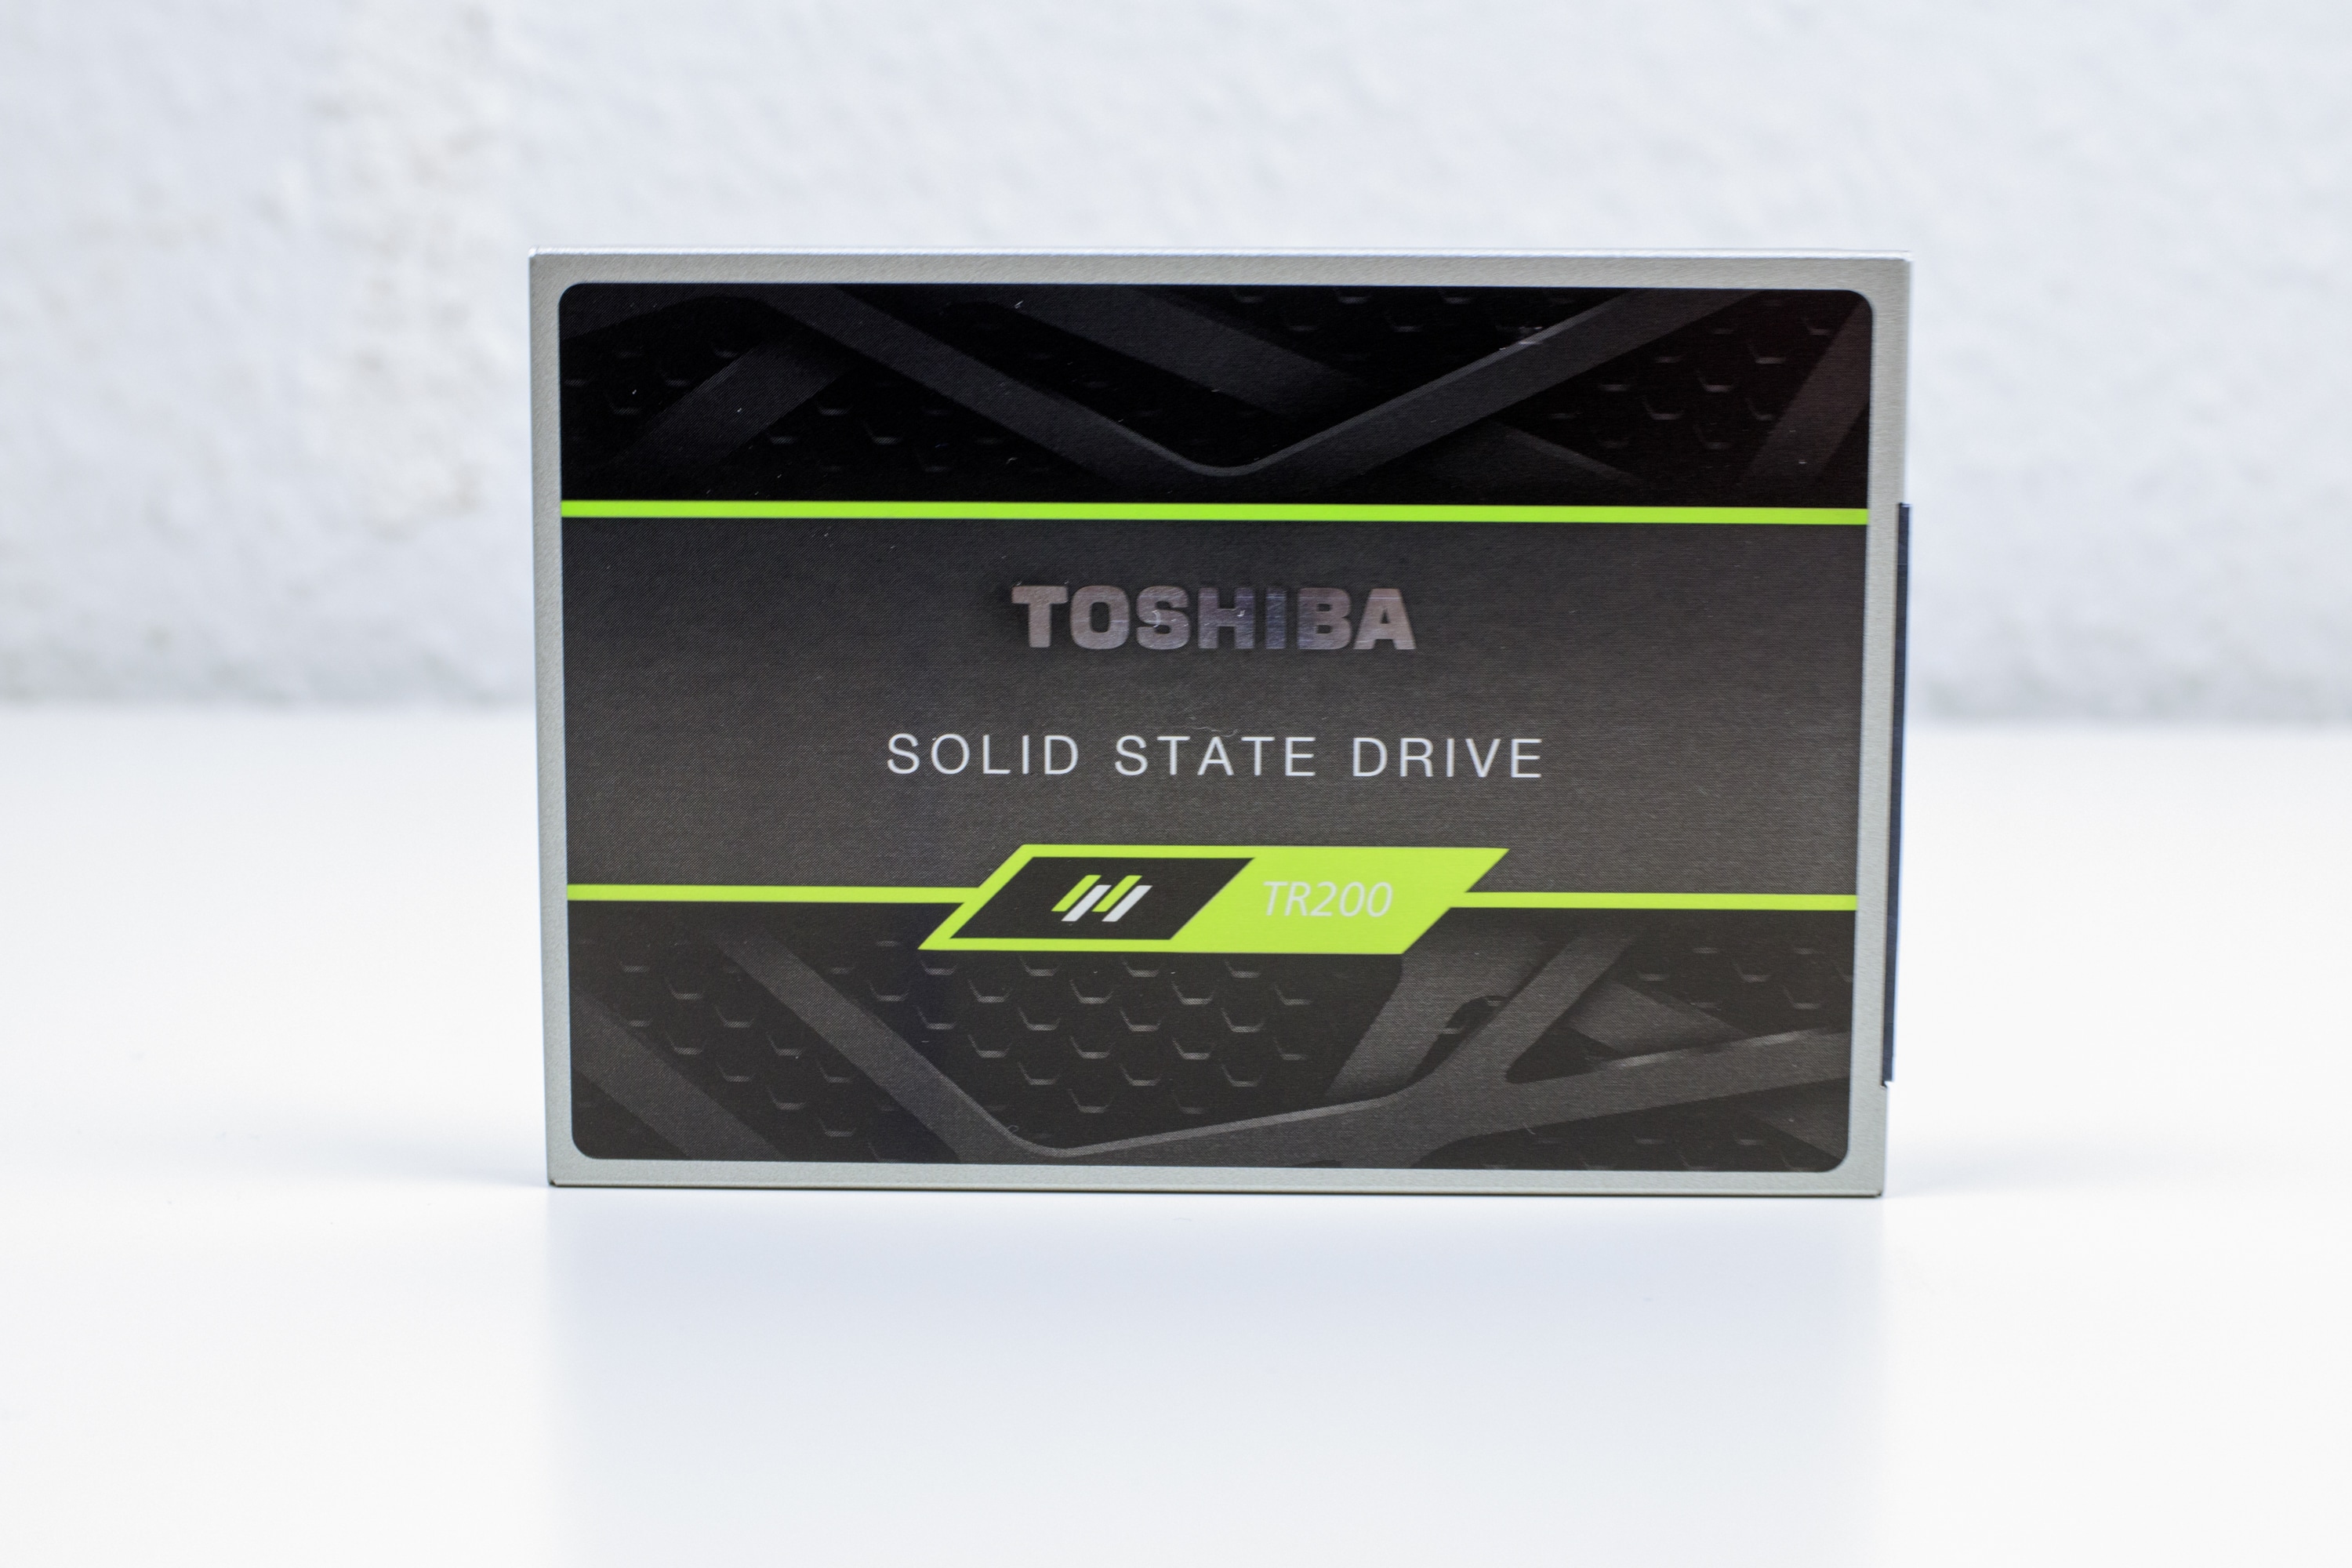 TOSHIBA
SOLID STATE DRIVE
TR200